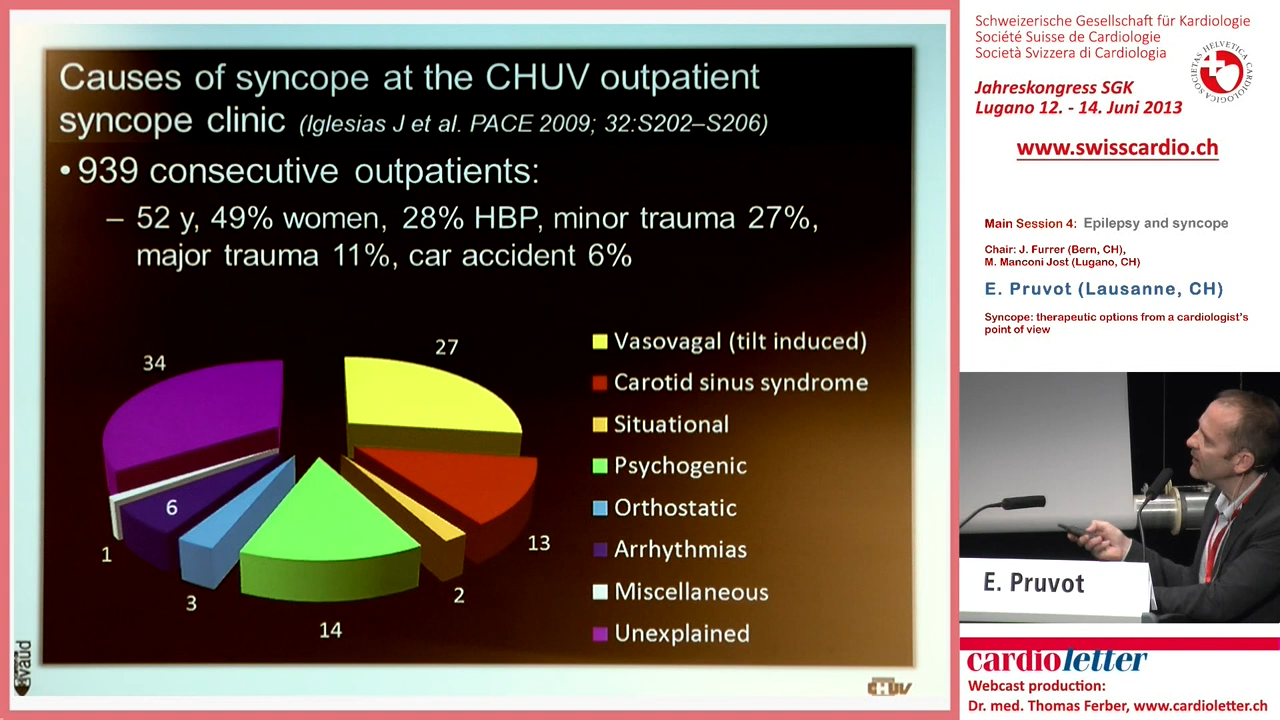 Causes of syncope at the CHUV outpatient
syncope clinic (Iglesias J et al. PACE 2009; 32:S202–S206)
• 939 consecutive outpatients:
– 52 y, 49% women, 28% HBP, minor trauma 27%,
major trauma 11%, car accident 6%
34
27
6
1
3
14
2
13
Vasovagal (tilt induced)
Carotid sinus syndrome
Situational
Psychogenic
Orthostatic
Arrhythmias
Miscellaneous
Unexplained
vaud
CHUV
Schweizerische Gesellschaft für Kardiologie
Société Suisse de Cardiologie
Società Svizzera di Cardiologia
SOCIETAS HELVETICA CARDIOLOGICA
Jahreskongress SGK
Lugano 12. - 14. Juni 2013
www.swisscardio.ch
Main Session 4: Epilepsy and syncope
Chair: J. Furrer (Bern, CH),
M. Manconi Jost (Lugano, CH)
E. Pruvot (Lausanne, CH)
Syncope: therapeutic options from a cardiologist's
point of view
E. Pruvot
cardioletter
Webcast production:
Dr. med. Thomas Ferber, www.cardioletter.ch